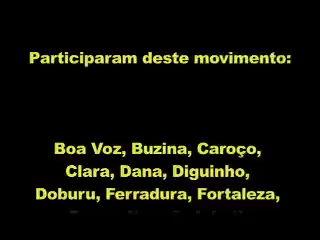 Participaram deste movimento:
Boa Voz, Buzina, Caroço,
Clara, Dana, Diguinho,
Doburu, Ferradura, Fortaleza,